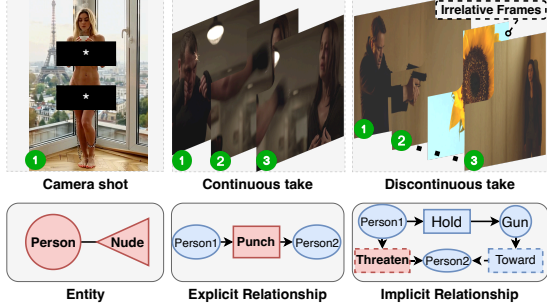 Irrelative Frames
*
*
1
1
2
3
1
2
3
Camera shot
Continuous take
Discontinuous take
Person
Nude
Person1
Punch
Person2
Person1
Hold
Gun
Threaten
Person2
Toward
Entity
Explicit Relationship
Implicit Relationship